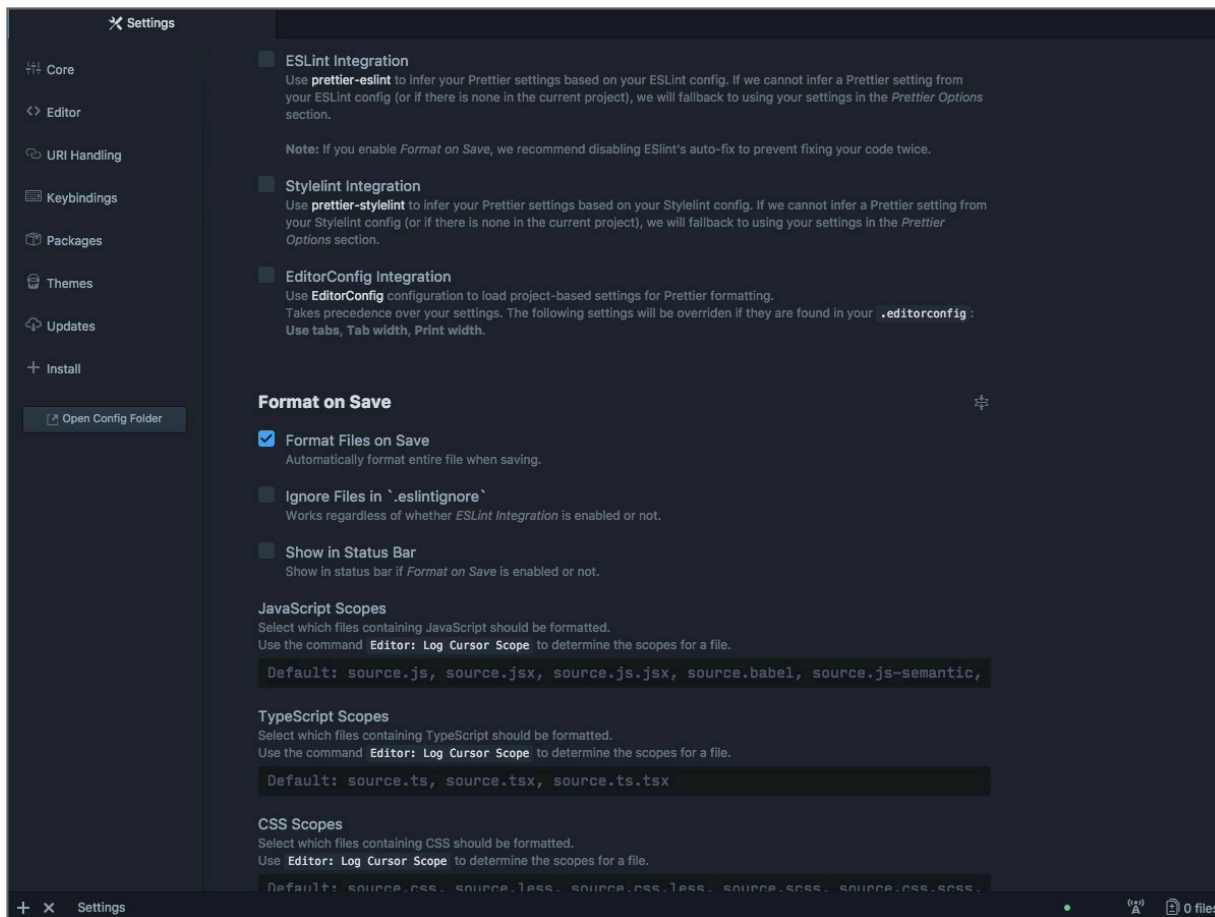 Settings
Core
Editor
URI Handling
Keybindings
Packages
Themes
Updates
Install
Open Config Folder
ESLint Integration
Use prettier-eslint to infer your Prettier settings based on your ESLint config. If we cannot infer a Prettier setting from
your ESLint config (or if there is none in the current project), we will fallback to using your settings in the Prettier Options
section.
Note: If you enable Format on Save, we recommend disabling ESlint's auto-fix to prevent fixing your code twice.
Stylelint Integration
Use prettier-stylelint to infer your Prettier settings based on your Stylelint config. If we cannot infer a Prettier setting from
your Stylelint config (or if there is none in the current project), we will fallback to using your settings in the Prettier
Options section.
EditorConfig Integration
Use EditorConfig configuration to load project-based settings for Prettier formatting.
Takes precedence over your settings. The following settings will be overriden if they are found in your .editorconfig :
Use tabs, Tab width, Print width.
Format on Save
Format Files on Save
Automatically format entire file when saving.
Ignore Files in `.eslintignore`
Works regardless of whether ESLint Integration is enabled or not.
Show in Status Bar
Show in status bar if Format on Save is enabled or not.
JavaScript Scopes
Select which files containing JavaScript should be formatted.
Use the command Editor: Log Cursor Scope to determine the scopes for a file.
Default: source.js, source.jsx, source.js.jsx, source.babel, source.js-semantic,
TypeScript Scopes
Select which files containing TypeScript should be formatted.
Use the command Editor: Log Cursor Scope to determine the scopes for a file.
Default: source.ts, source.tsx, source.ts.tsx
CSS Scopes
Select which files containing CSS should be formatted.
Use Editor: Log Cursor Scope to determine the scopes for a file.
Default: source.css, source.less, source.css.less, source.scss, source.css.scss,
Settings
0 files